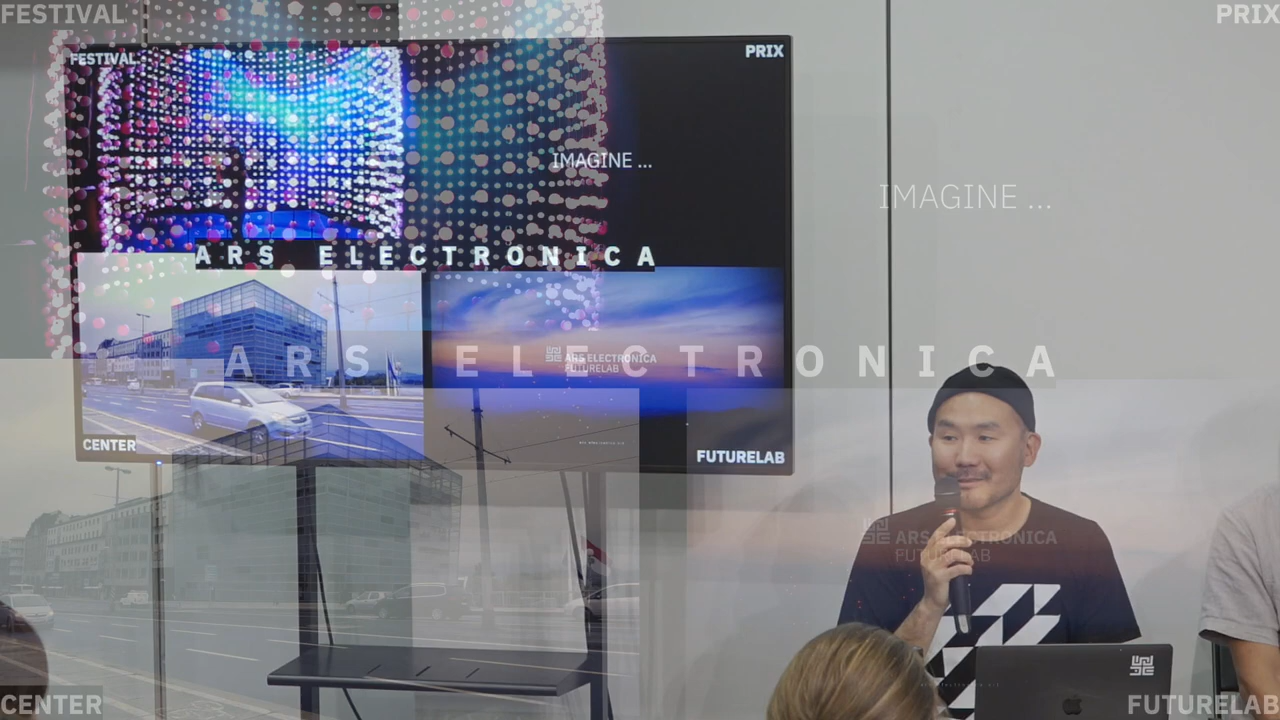 FESTIVAL
PRIX
FESTIVAL
PRIX
IMAGINE ...
IMAGINE ...
ARS ELECTRONICA
ARS ELECTRONICA
ARS ELECTRONICA
FUTURELAB
CENTER
FUTURELAB
ARS ELECTRONICA
FUTURELAB
CENTER
FUTURELAB